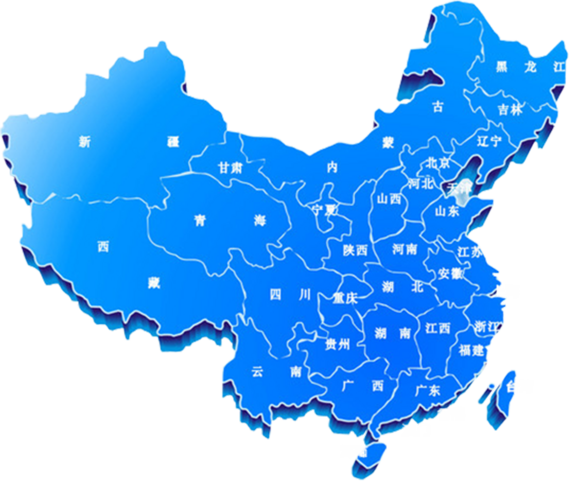 黑龙江
吉林
辽宁
内蒙古
新疆
甘肃
北京
河北
天津
山西
山东
宁夏
青海
陕西
河南
江苏
西藏
安徽
四川
重庆
湖北
湖南
江西
浙江
贵州
福建
云南
广西
广东
台